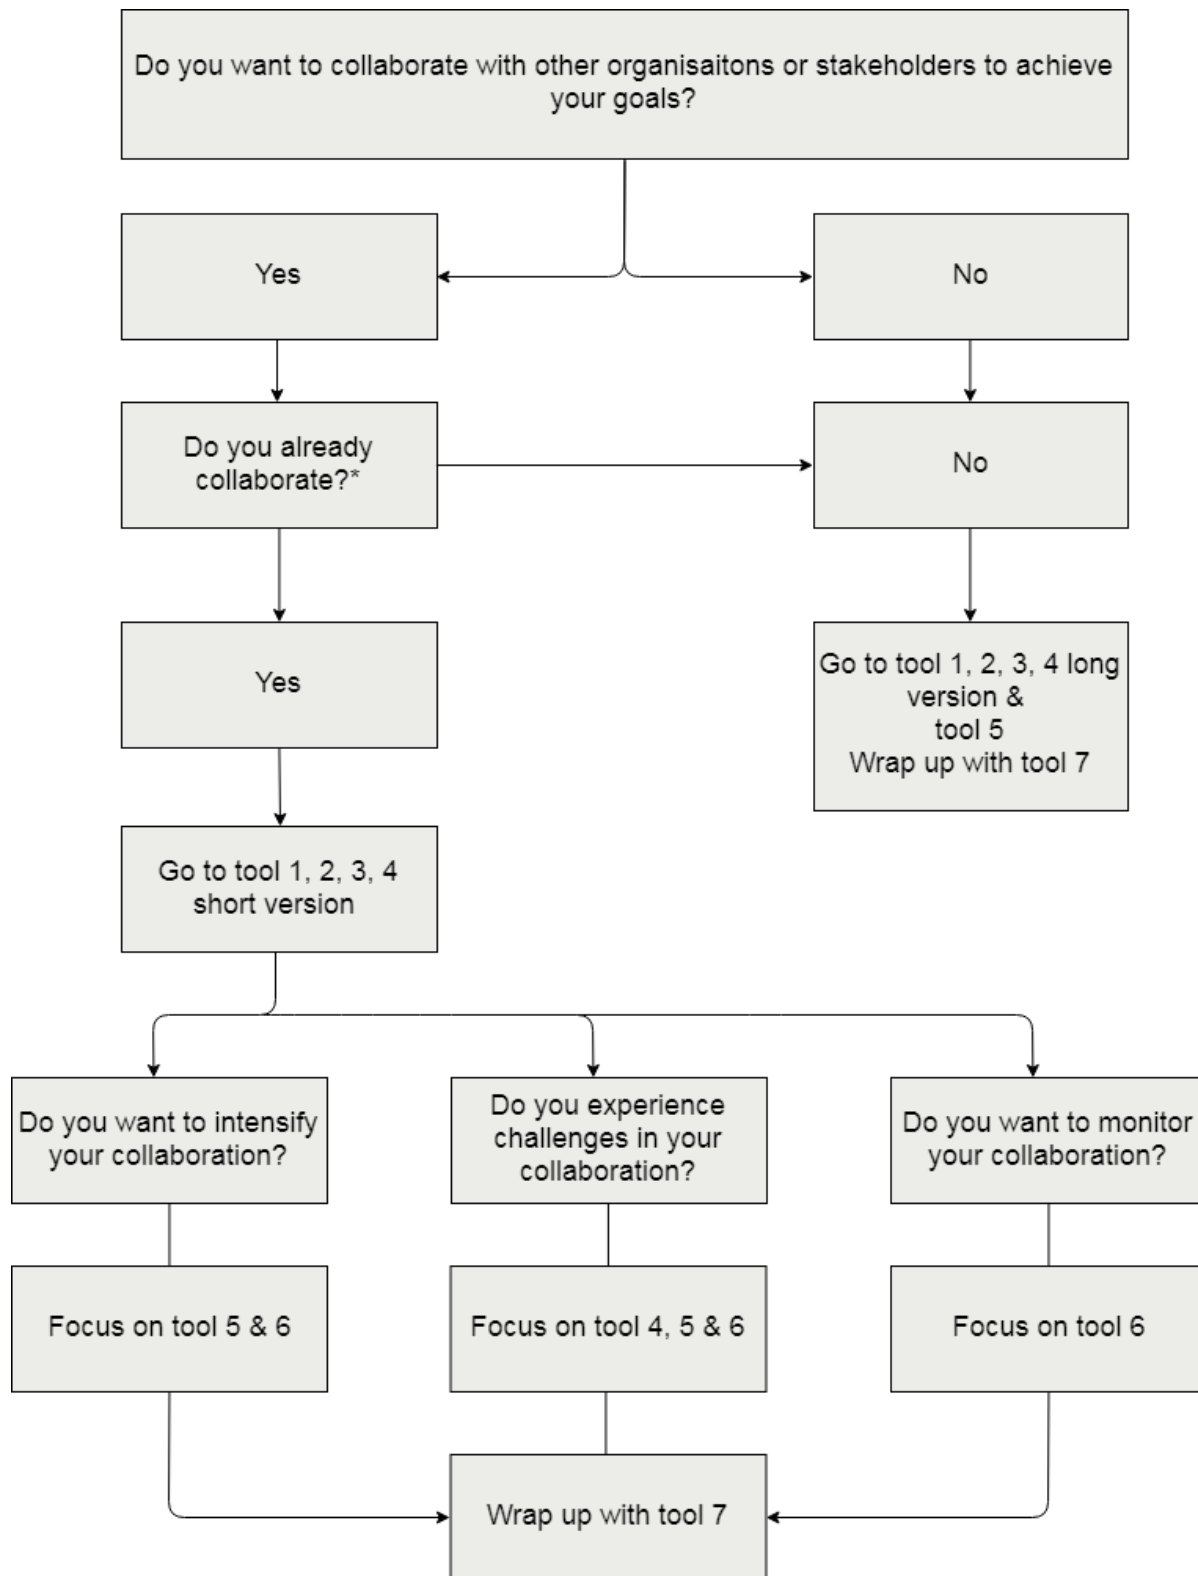 Do you want to collaborate with other organisaitons or stakeholders to achieve
your goals?
Yes
No
Do you already
collaborate?*
No
Yes
Go to tool 1, 2, 3, 4 long
version &
tool 5
Wrap up with tool 7
Go to tool 1, 2, 3, 4
short version
Do you want to intensify
your collaboration?
Do you experience
challenges in your
collaboration?
Do you want to monitor
your collaboration?
Focus on tool 5 & 6
Focus on tool 4, 5 & 6
Focus on tool 6
Wrap up with tool 7